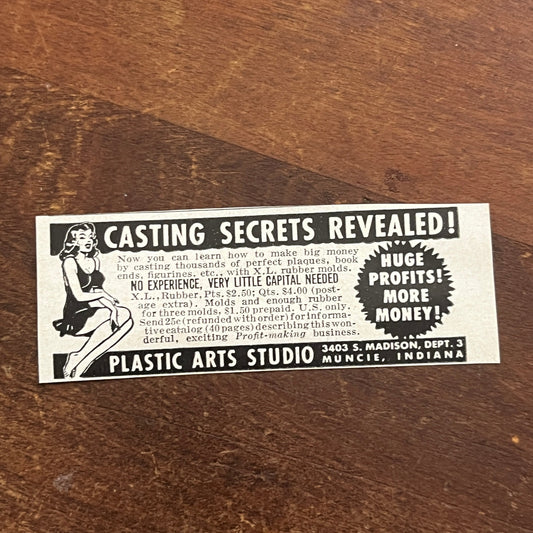 CASTING SECRETS REVEALED!
Now you can learn how to make big money
by casting thousands of perfect plaques, book
ends, figurines, etc., with X.L. rubber molds.
NO EXPERIENCE, VERY LITTLE CAPITAL NEEDED
X.L., Rubber, Pts. $2.50; Qts. $4.00 (post-
age extra). Molds and enough rubber
for three molds, $1.50 prepaid. U.S. only.
Send 25c (refunded with order) for informa-
tive catalog (40 pages) describing this won-
derful, exciting Profit-making business.
HUGE
PROFITS!
MORE
MONEY!
PLASTIC ARTS STUDIO
3403 S. MADISON, DEPT. 3
MUNCIE, INDIANA